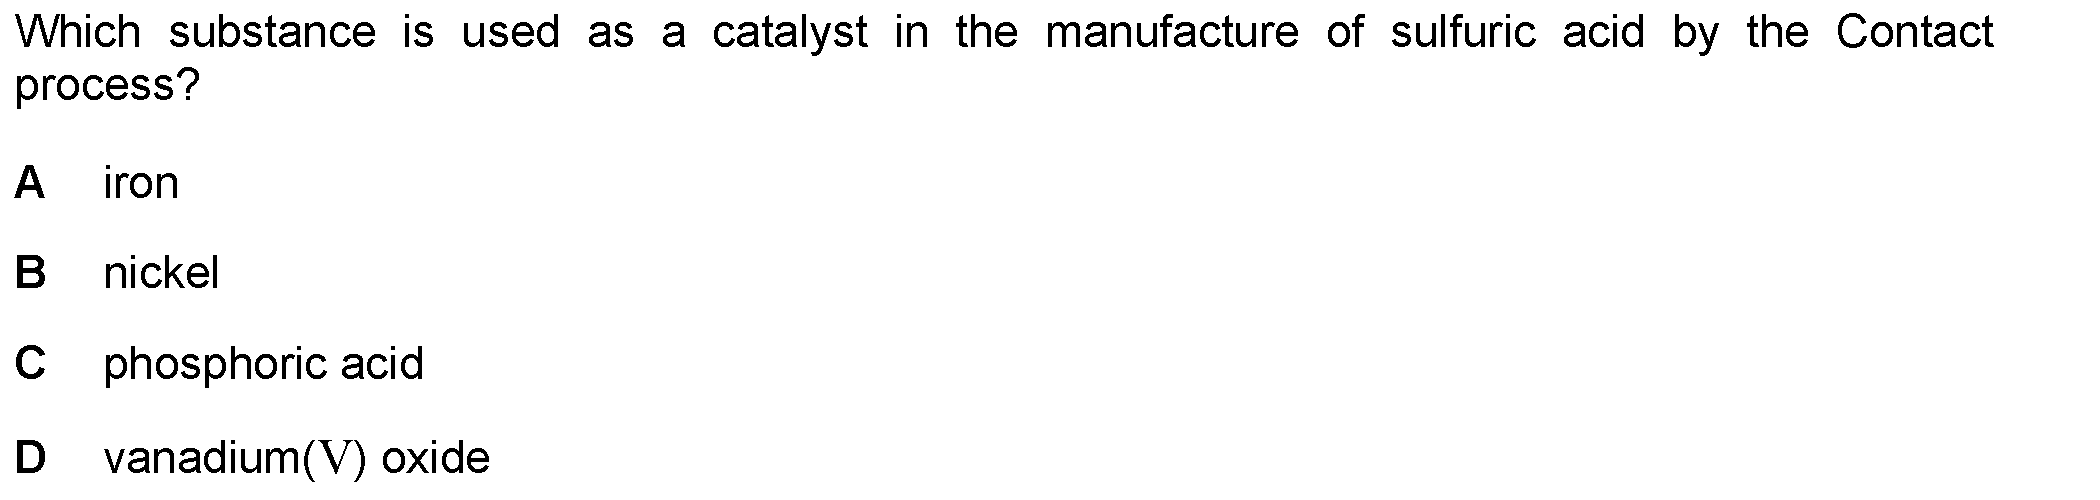 Which substance is used as a catalyst in the manufacture of sulfuric acid by the Contact
process?
A iron
B nickel
C phosphoric acid
D vanadium(V) oxide